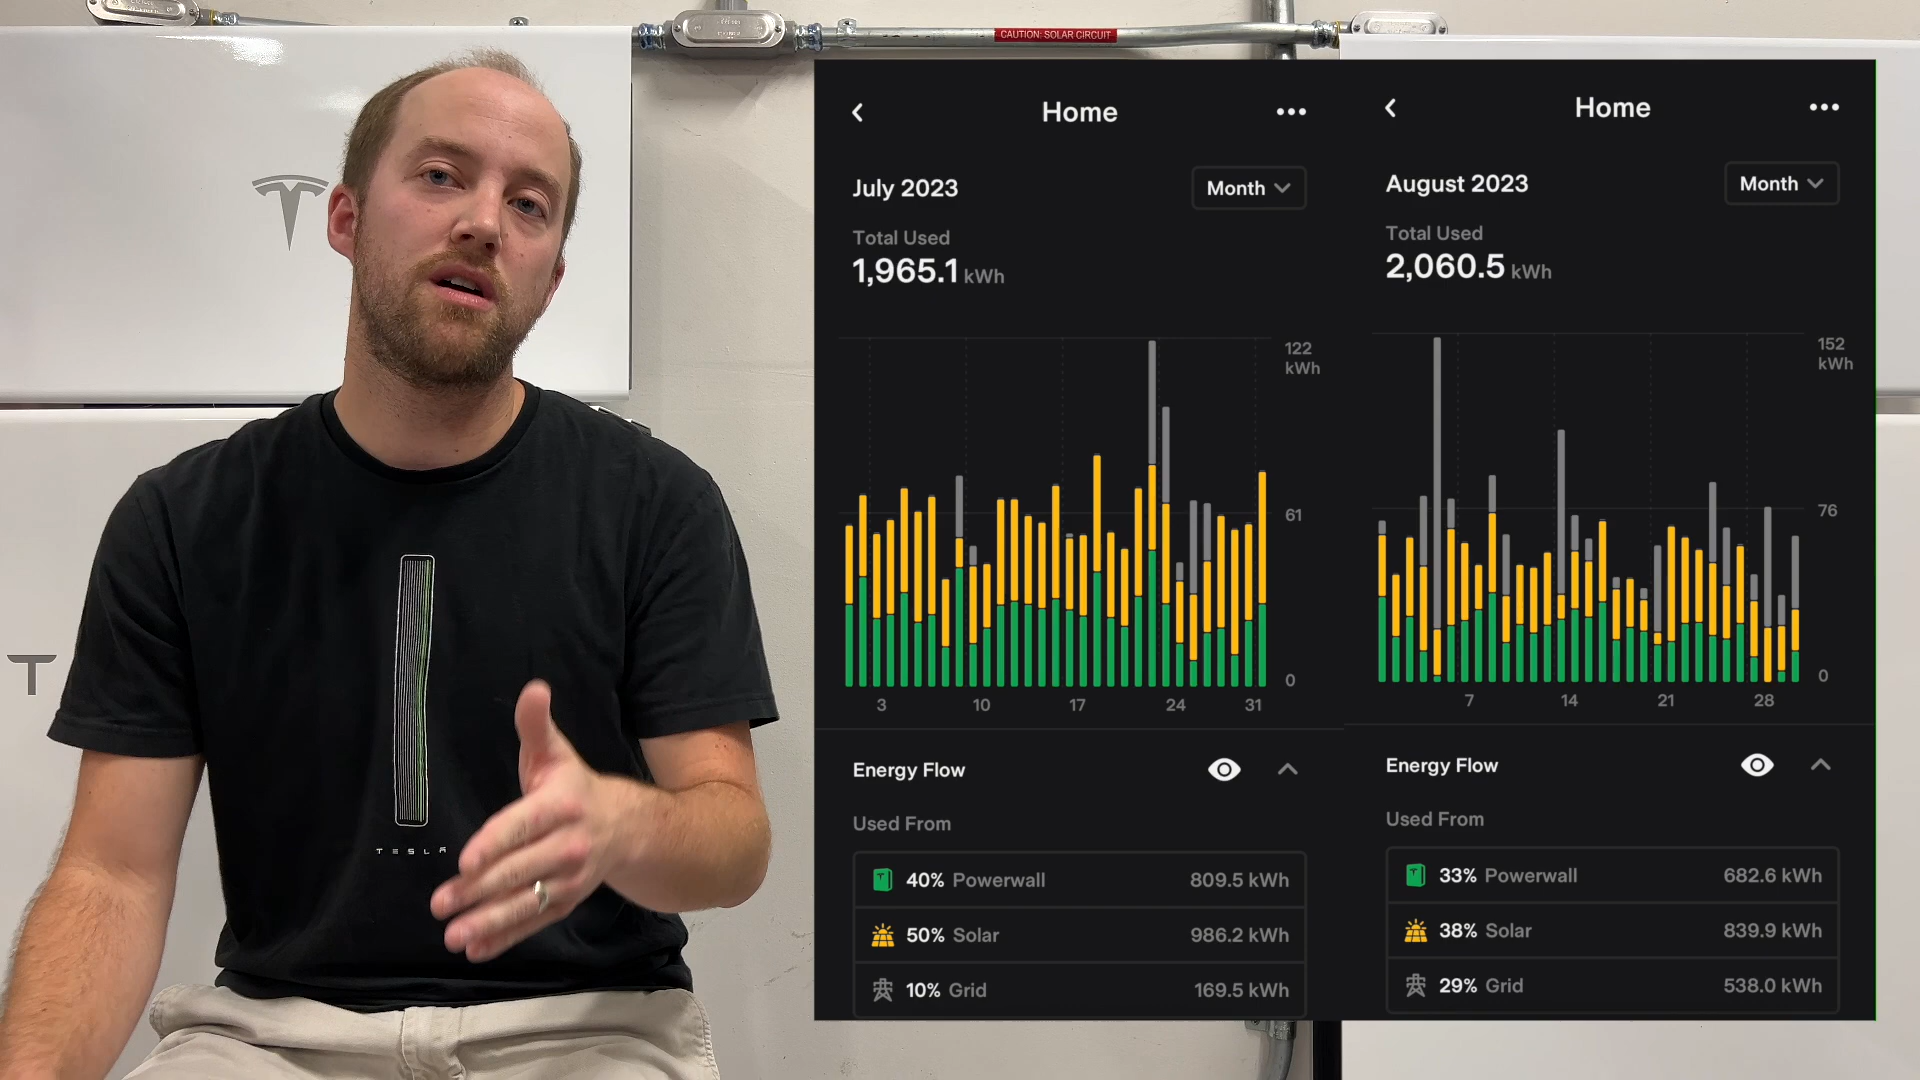 CAUTION: SOLAR CIRCUIT
TESLA
Home
July 2023
Month
Total Used
1,965.1 kWh
122
kWh
61
0
3 10 17 24 31
Energy Flow
Used From
40% Powerwall 809.5 kWh
50% Solar 986.2 kWh
10% Grid 169.5 kWh
Home
August 2023
Month
Total Used
2,060.5 kWh
152
kWh
76
0
7 14 21 28
Energy Flow
Used From
33% Powerwall 682.6 kWh
38% Solar 839.9 kWh
29% Grid 538.0 kWh